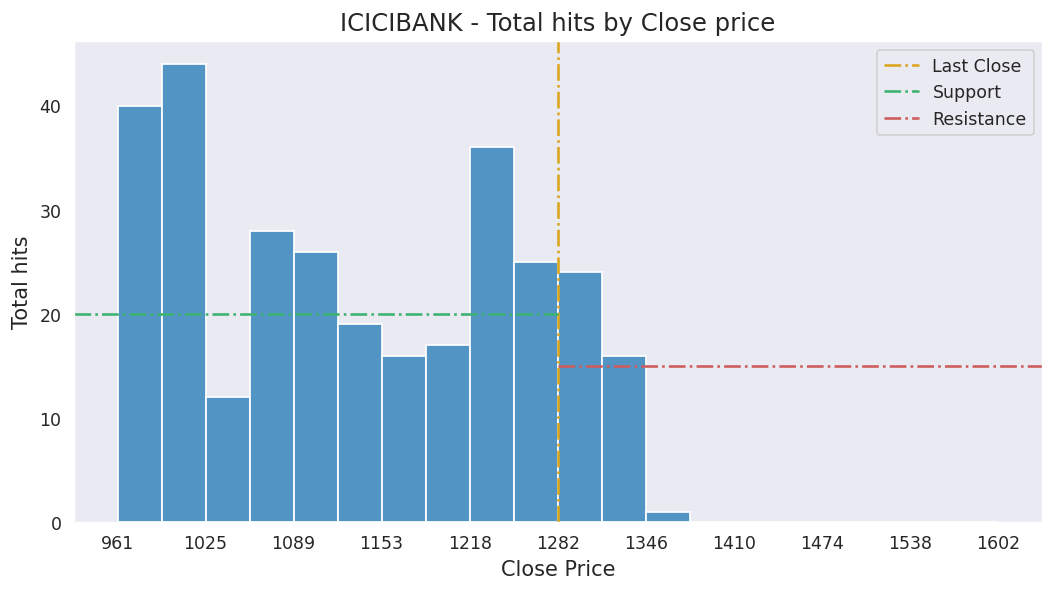 ICICIBANK - Total hits by Close price
Last Close
Support
Resistance
Total hits
40
30
20
10
0
961 1025 1089 1153 1218 1282 1346 1410 1474 1538 1602
Close Price